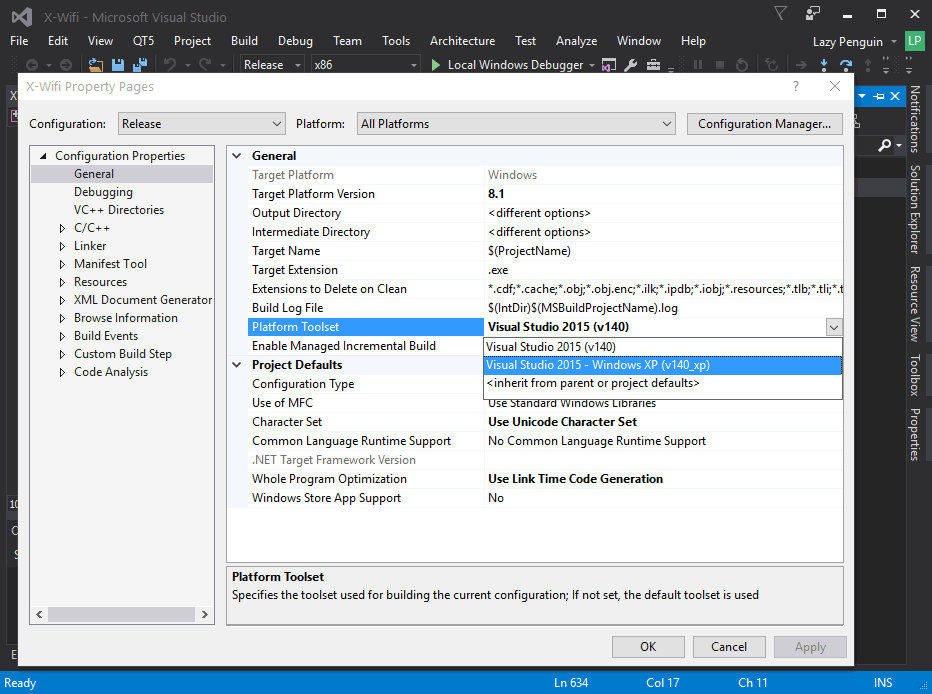 X-Wifi - Microsoft Visual Studio
File Edit View QT5 Project Build Debug Team Tools Architecture Test Analyze Window Help Lazy Penguin LP
Release x86 Local Windows Debugger
X-Wifi Property Pages ?
Configuration: Release Platform: All Platforms Configuration Manager...
Configuration Properties
General
Debugging
VC++ Directories
C/C++
Linker
Manifest Tool
Resources
XML Document Generator
Browse Information
Build Events
Custom Build Step
Code Analysis
General
Target Platform Windows
Target Platform Version 8.1
Output Directory <different options>
Intermediate Directory <different options>
Target Name $(ProjectName)
Target Extension .exe
Extensions to Delete on Clean *.cdf;*.cache;*.obj;*.obj.enc;*.ilk;*.ipdb;*.iobj;*.resources;*.tlb;*.tli;*.t
Build Log File $(IntDir)$(MSBuildProjectName).log
Platform Toolset Visual Studio 2015 (v140)
Enable Managed Incremental Build
Visual Studio 2015 (v140)
Visual Studio 2015 - Windows XP (v140_xp)
<inherit from parent or project defaults>
Project Defaults
Configuration Type
Use of MFC Use Standard Windows Libraries
Character Set Use Unicode Character Set
Common Language Runtime Support No Common Language Runtime Support
.NET Target Framework Version
Whole Program Optimization Use Link Time Code Generation
Windows Store App Support No
Platform Toolset
Specifies the toolset used for building the current configuration; If not set, the default toolset is used
OK Cancel Apply
Notifications
Solution Explorer
Resource View
Toolbox
Properties
Ready Ln 634 Col 17 Ch 11 INS